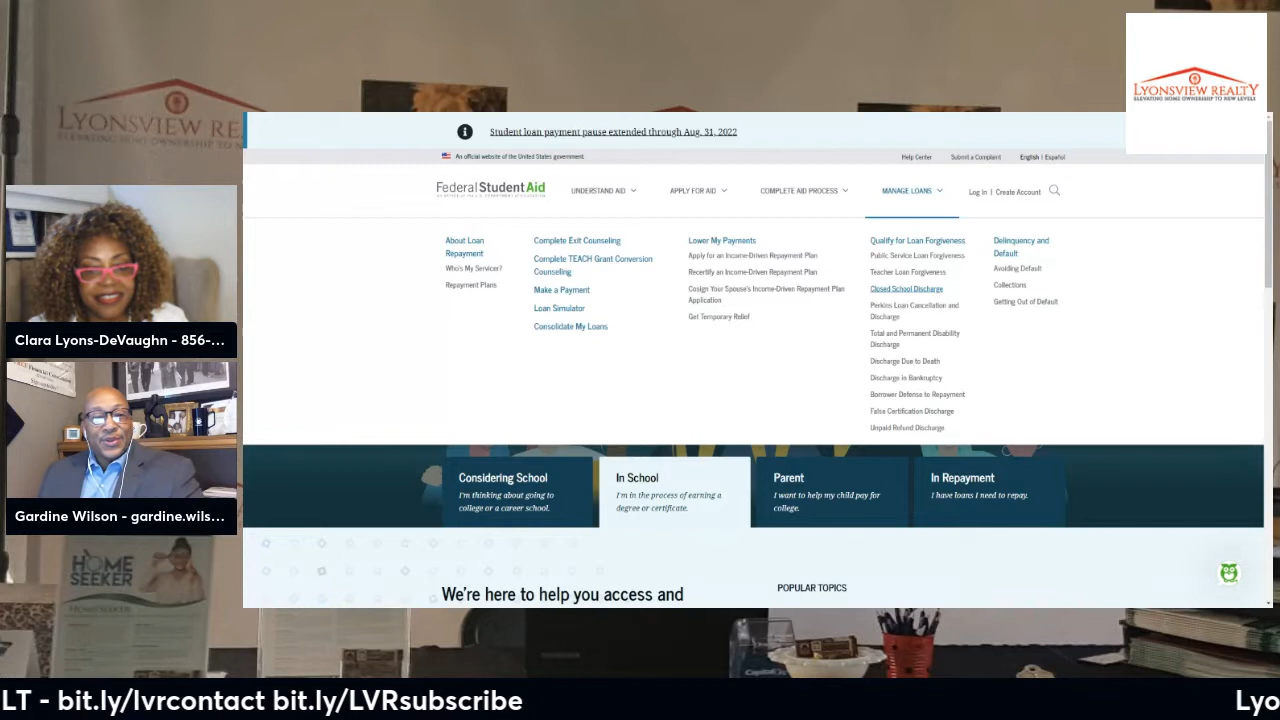 LYONSVIEW REALTY
ELEVATING HOME OWNERSHIP TO NEW LEVELS
LYONSVIEW RE
Student loan payment pause extended through Aug. 31, 2022
An official website of the United States government
Help Center
Submit a Complaint
English | Español
FederalStudentAid
UNDERSTAND AID
APPLY FOR AID
COMPLETE AID PROCESS
MANAGE LOANS
Log In | Create Account
About Loan
Repayment
Who's My Servicer?
Repayment Plans
Complete Exit Counseling
Complete TEACH Grant Conversion
Counseling
Make a Payment
Loan Simulator
Consolidate My Loans
Lower My Payments
Apply for an Income-Driven Repayment Plan
Recertify an Income-Driven Repayment Plan
Cosign Your Spouse's Income-Driven Repayment Plan
Application
Get Temporary Relief
Qualify for Loan Forgiveness
Public Service Loan Forgiveness
Teacher Loan Forgiveness
Closed School Discharge
Perkins Loan Cancellation and
Discharge
Total and Permanent Disability
Discharge
Discharge Due to Death
Discharge in Bankruptcy
Borrower Defense to Repayment
False Certification Discharge
Unpaid Refund Discharge
Delinquency and
Default
Avoiding Default
Collections
Getting Out of Default
Clara Lyons-DeVaughn - 636-...
Gardine Wilson - gardine.wils...
Considering School
I'm thinking about going to
college or a career school.
In School
I'm in the process of earning a
degree or certificate.
Parent
I want to help my child pay for
college.
In Repayment
I have loans I need to repay.
We're here to help you access and
POPULAR TOPICS
HOME
SEEKER
LT - bit.ly/lvrcontact bit.ly/LVRsubscribe
Lyo